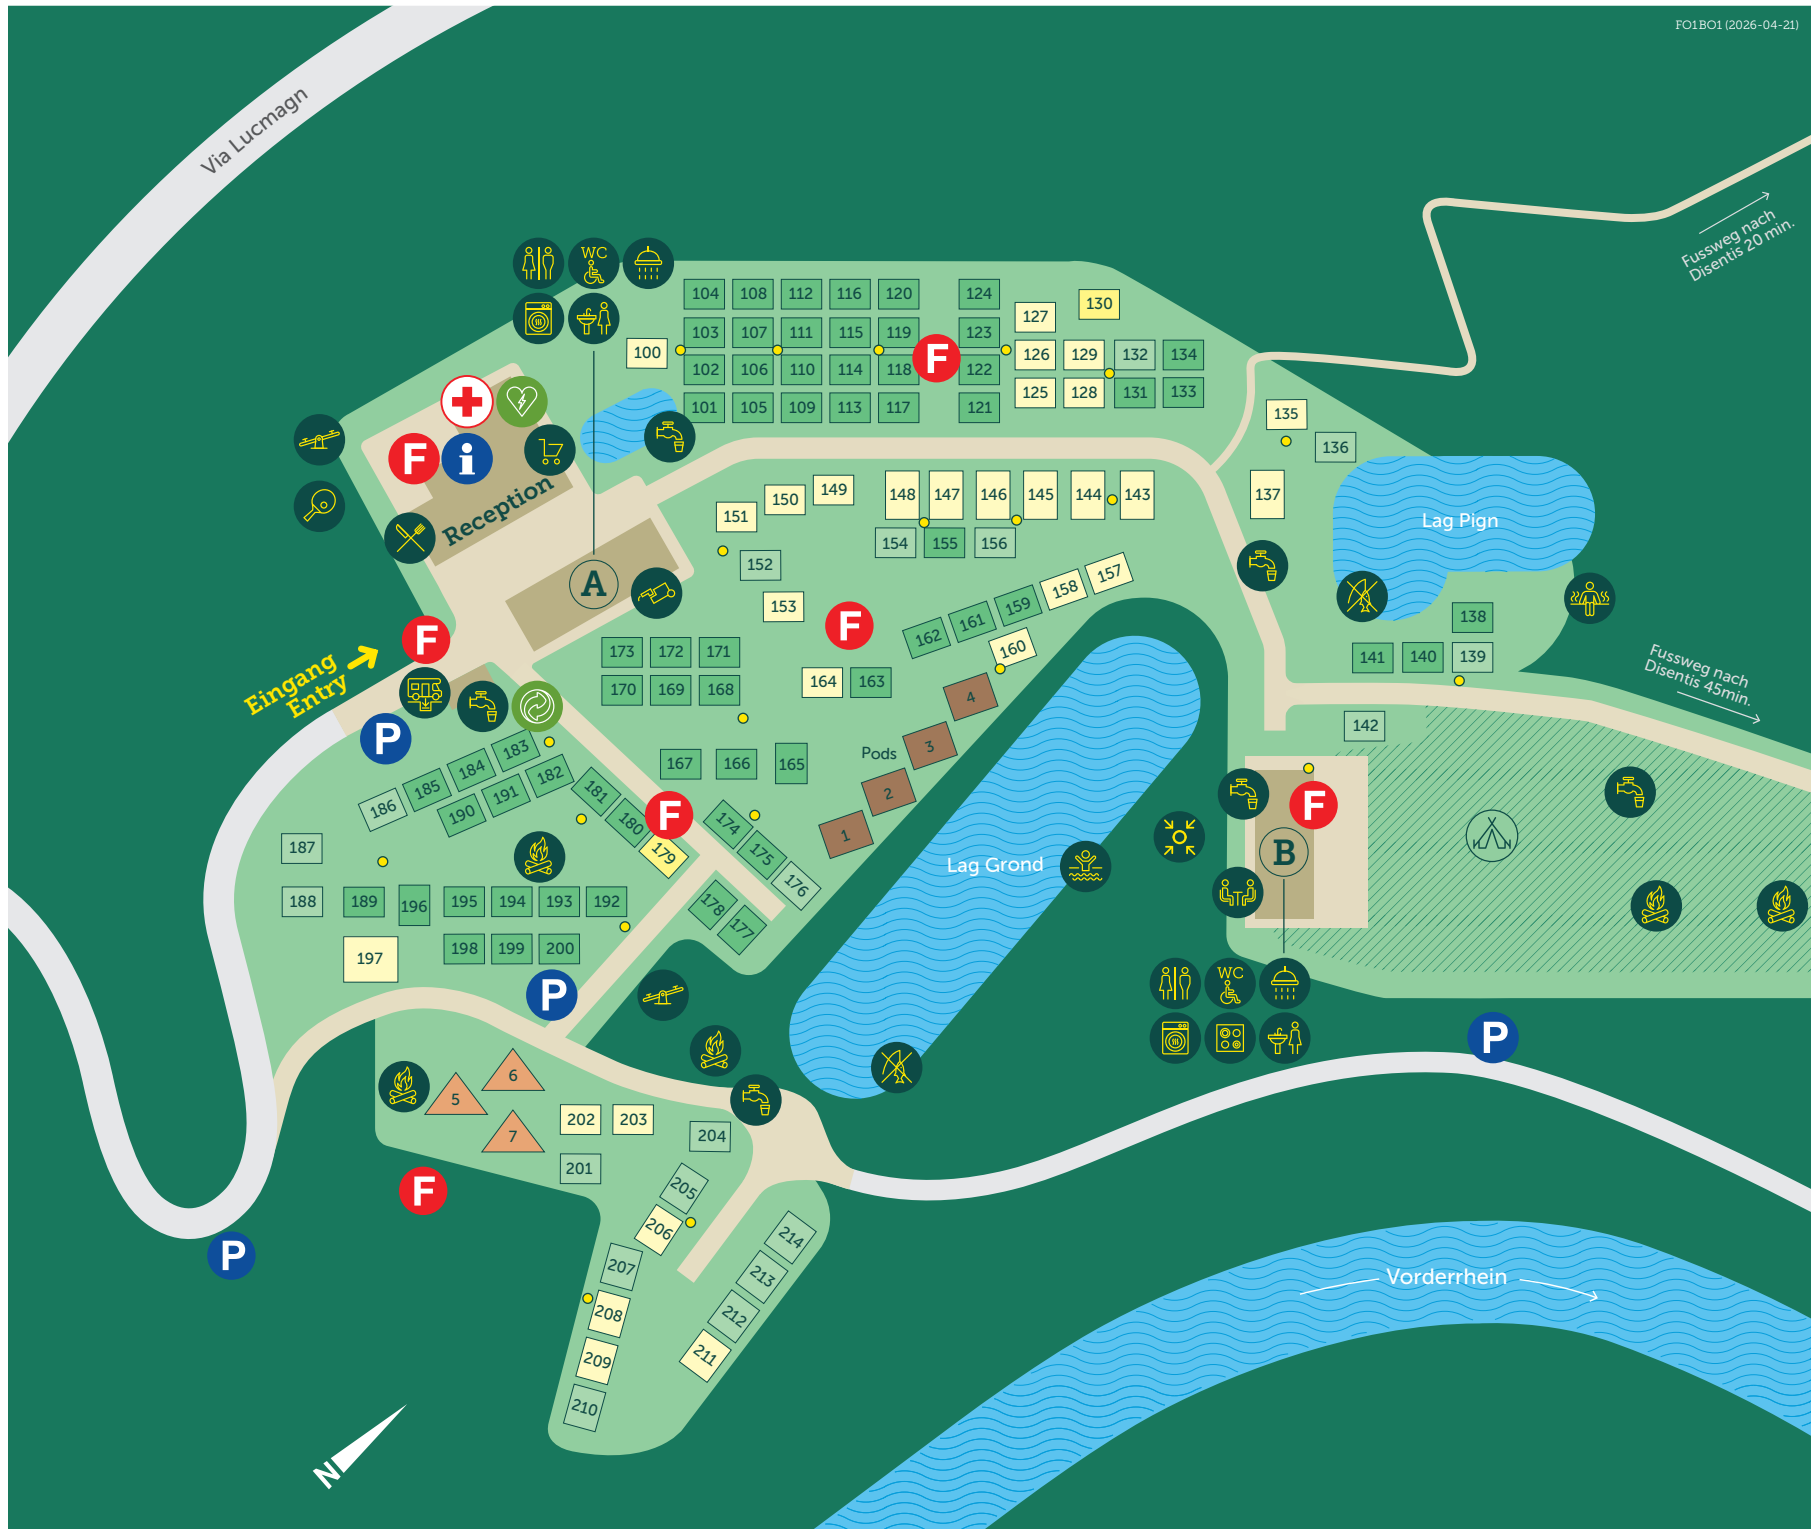 FO1BO1 (2026-04-21)
Via Lucmagn
Fussweg nach
Disentis 20 min.
WC
104 108 112 116 120 124
127 130
103 107 111 115 119 123
100
F
126 129 132 134
102 106 110 114 118 122
125 128 131 133
101 105 109 113 117 121
135
136
F i
Reception
151 150 149 148 147 146 145 144 143
137
Lag Pign
154 155 156
152
A
153
157
158
159
161
162
160
138
141 140 139
F
F
Eingang
Entry
173 172 171
170 169 168
164 163
Fussweg nach
Disentis 45min.
142
P
4
3
2
1
Pods
167 166 165
183
184
185
186
182
191
190
181
180
179
F
174
175
176
178
177
187
188 189 196 195 194 193 192
197 198 199 200
P
Lag Grond
F
B
WC
P
6
5
7
202 203
204
201
F
205
206
207
208
209
210
214
213
212
211
P
Vorderrhein
N